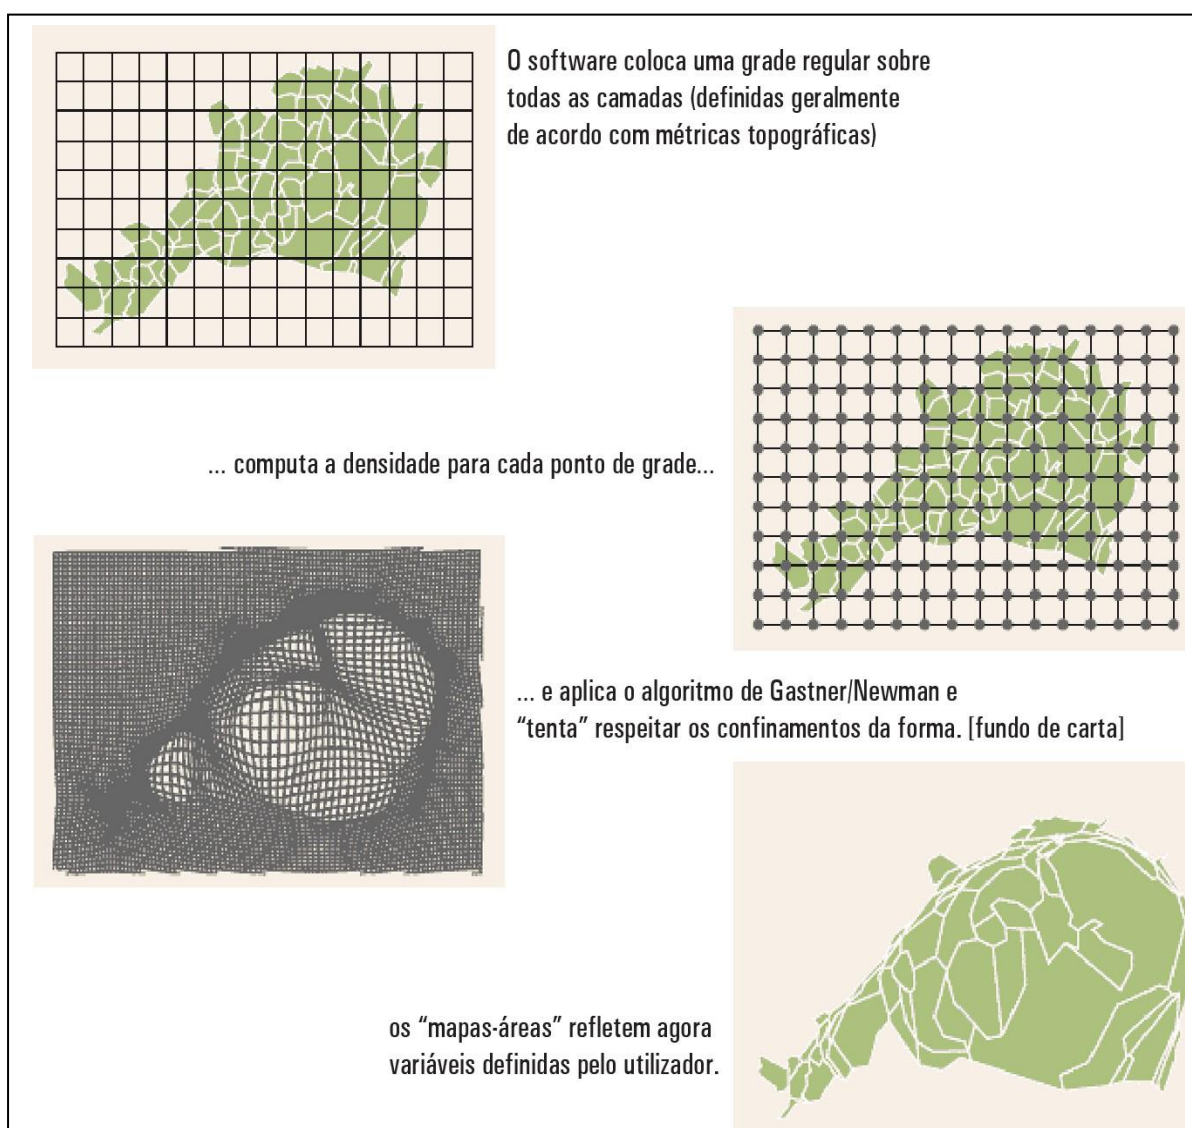 O software coloca uma grade regular sobre
todas as camadas (definidas geralmente
de acordo com métricas topográficas)
... computa a densidade para cada ponto de grade...
... e aplica o algoritmo de Gastner/Newman e
“tenta” respeitar os confinamentos da forma. [fundo de carta]
os “mapas-áreas” refletem agora
variáveis definidas pelo utilizador.